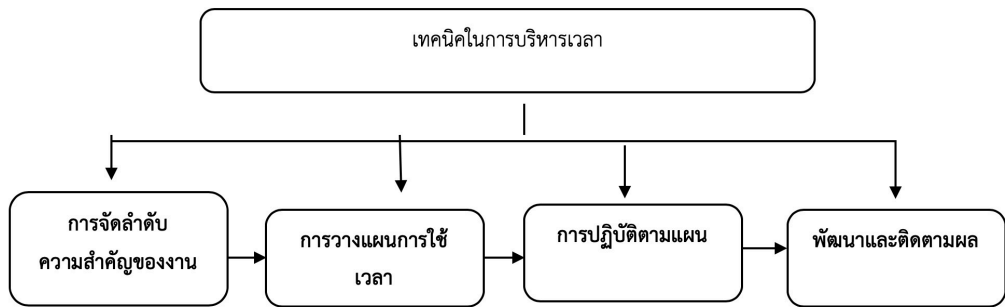 เทคนิคในการบริหารเวลา
การจัดลำดับ
ความสำคัญของงาน
การวางแผนการใช้
เวลา
การปฏิบัติตามแผน
พัฒนาและติดตามผล